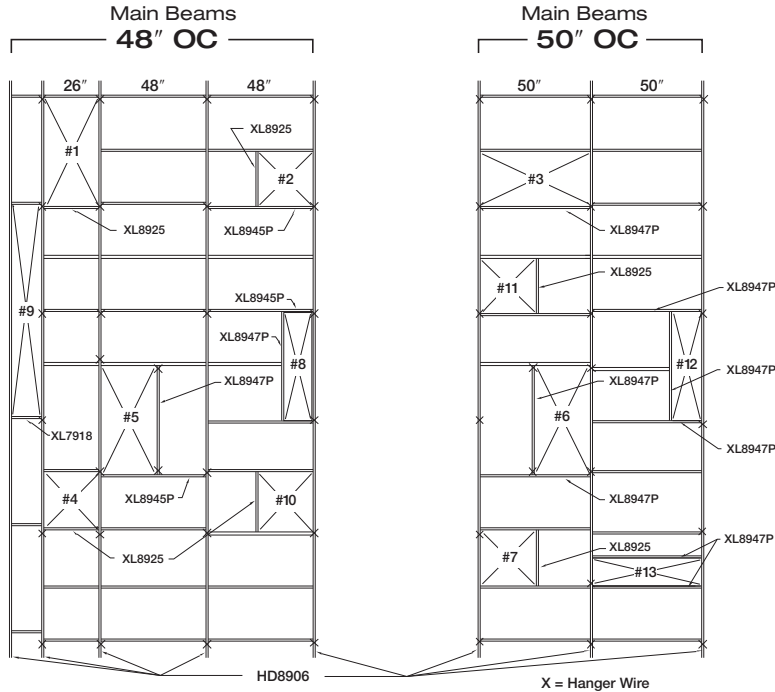 Main Beams
48" OC
Main Beams
50" OC
26"
48"
48"
50"
50"
XL8925
#1
#2
#3
XL8925
XL8945P
XL8947P
XL8925
#11
#9
XL8945P
XL8947P
XL8947P
#8
#12
XL8947P
XL8947P
XL8947P
#5
#6
XL7918
XL8947P
#4
XL8945P
#10
XL8947P
XL8947P
XL8925
XL8925
#7
#13
HD8906
X = Hanger Wire